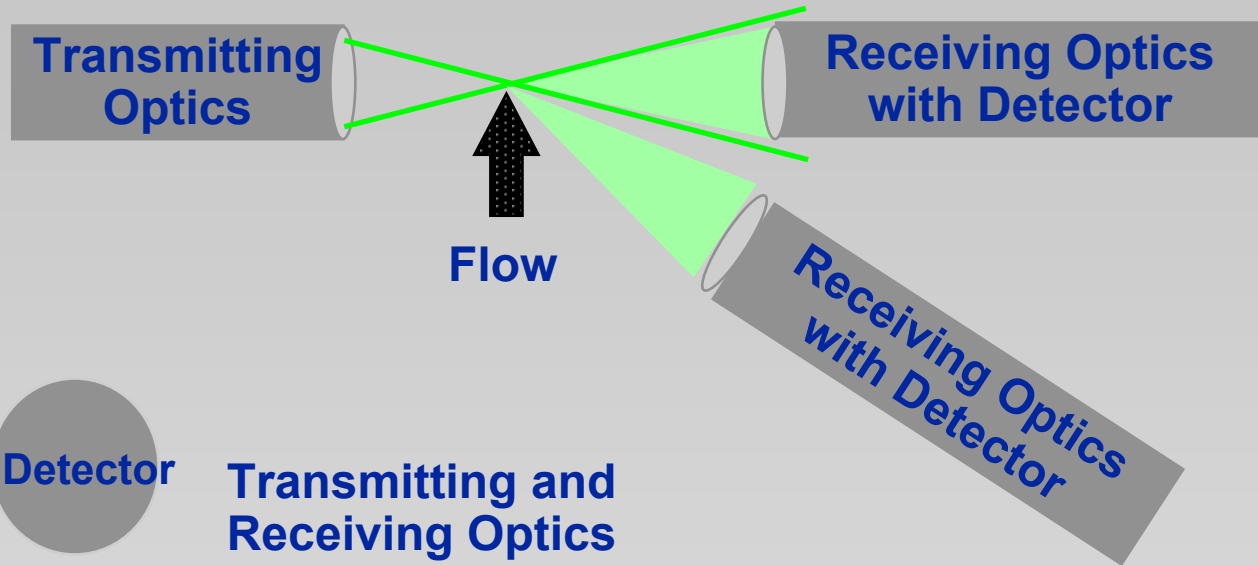 Transmitting
Optics
Receiving Optics
with Detector
Flow
Receiving Optics
with Detector
Detector
Transmitting and
Receiving Optics